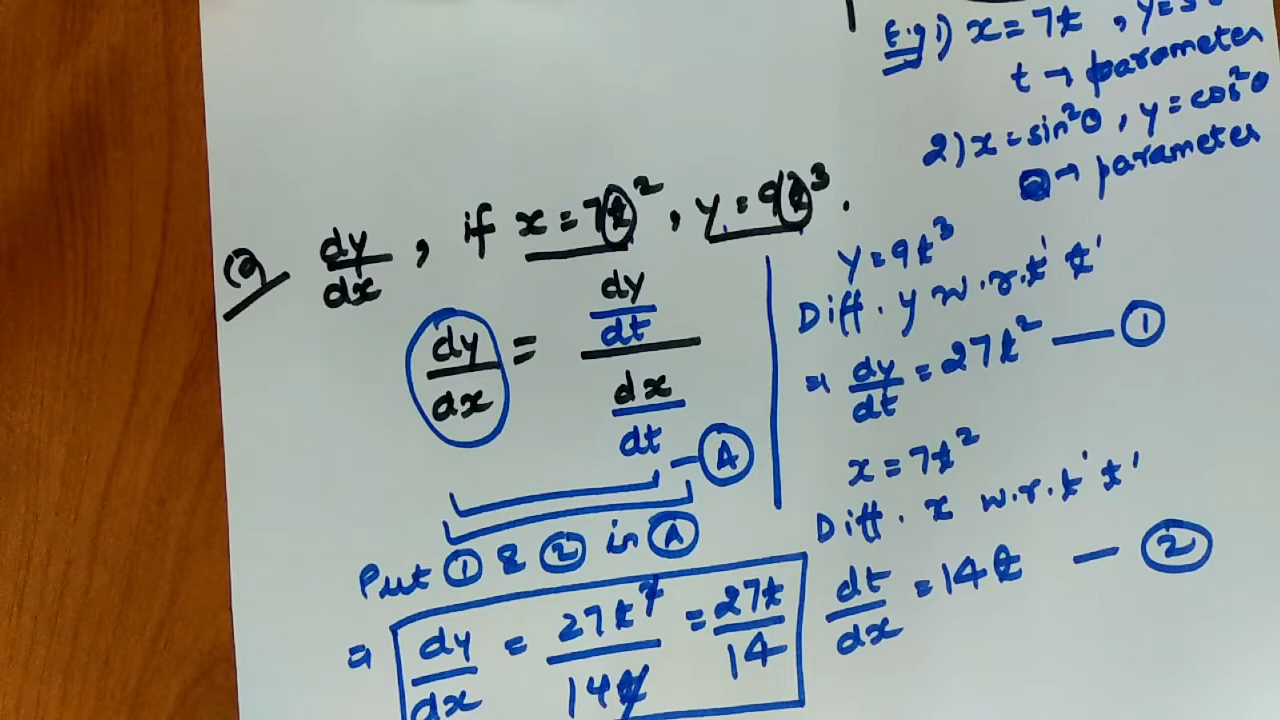 E.g 1) x = 7t , y =
t → parameter
2) x = sin²θ , y = cos²θ
θ → parameter
Q) dy/dx , if x = 7t² , y = 9t³ .
dy/dx = (dy/dt)/(dx/dt) — Ⓐ
Put ① & ② in Ⓐ
⇒ dy/dx = 27t²/14t = 27t/14
y = 9t³
Diff. y w.r.t 't'
⇒ dy/dt = 27t² — ①
x = 7t²
Diff. x w.r.t 't'
dt/dx = 14t — ②